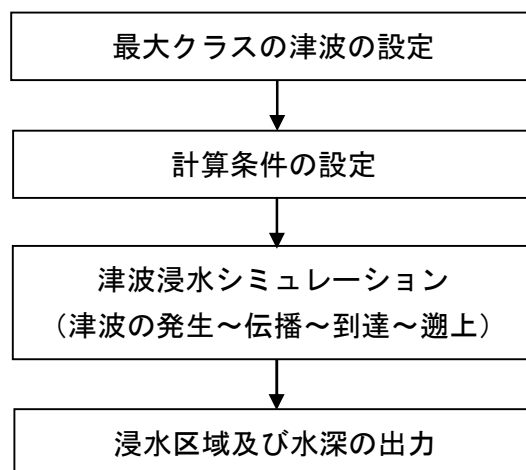 最大クラスの津波の設定
計算条件の設定
津波浸水シミュレーション
（津波の発生～伝播～到達～遡上）
浸水区域及び水深の出力